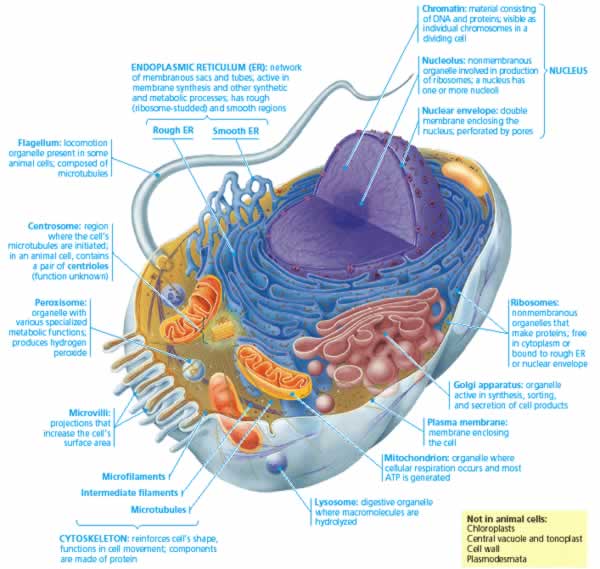 Chromatin: material consisting
of DNA and proteins; visible as
individual chromosomes in a
dividing cell
Nucleolus: nonmembranous
organelle involved in production
of ribosomes; a nucleus has
one or more nucleoli
Nuclear envelope: double
membrane enclosing the
nucleus; perforated by pores
NUCLEUS
ENDOPLASMIC RETICULUM (ER): network
of membranous sacs and tubes; active in
membrane synthesis and other synthetic
and metabolic processes; has rough
(ribosome-studded) and smooth regions
Rough ER
Smooth ER
Flagellum: locomotion
organelle present in some
animal cells; composed of
microtubules
Centrosome: region
where the cell's
microtubules are initiated;
in an animal cell, contains
a pair of centrioles
(function unknown)
Peroxisome:
organelle with
various specialized
metabolic functions;
produces hydrogen
peroxide
Microvilli:
projections that
increase the cell's
surface area
Microfilaments
Intermediate filaments
Microtubules
CYTOSKELETON: reinforces cell's shape,
functions in cell movement; components
are made of protein
Ribosomes:
nonmembranous
organelles that
make proteins; free
in cytoplasm or
bound to rough ER
or nuclear envelope
Golgi apparatus: organelle
active in synthesis, sorting,
and secretion of cell products
Plasma membrane:
membrane enclosing
the cell
Mitochondrion: organelle where
cellular respiration occurs and most
ATP is generated
Lysosome: digestive organelle
where macromolecules are
hydrolyzed
Not in animal cells:
Chloroplasts
Central vacuole and tonoplast
Cell wall
Plasmodesmata